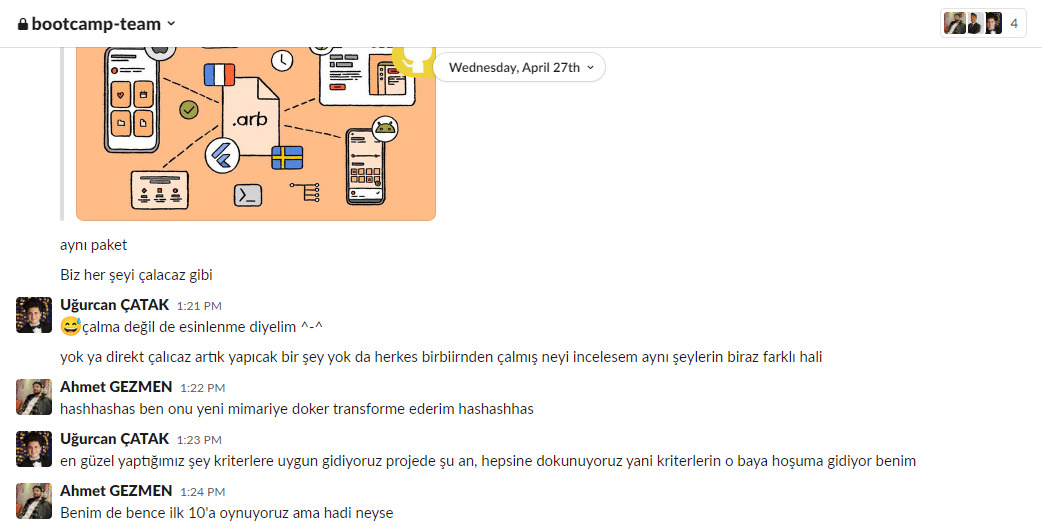 bootcamp-team
4
Wednesday, April 27th
.arb
aynı paket
Biz her şeyi çalacaz gibi
Uğurcan ÇATAK 1:21 PM
😅çalma değil de esinlenme diyelim ^-^
yok ya direkt çalıcaz artık yapıcak bir şey yok da herkes birbiirnden çalmış neyi incelesem aynı şeylerin biraz farklı hali
Ahmet GEZMEN 1:22 PM
hashhashas ben onu yeni mimariye doker transforme ederim hashashhas
Uğurcan ÇATAK 1:23 PM
en güzel yaptığımız şey kriterlere uygun gidiyoruz projede şu an, hepsine dokunuyoruz yani kriterlerin o baya hoşuma gidiyor benim
Ahmet GEZMEN 1:24 PM
Benim de bence ilk 10'a oynuyoruz ama hadi neyse